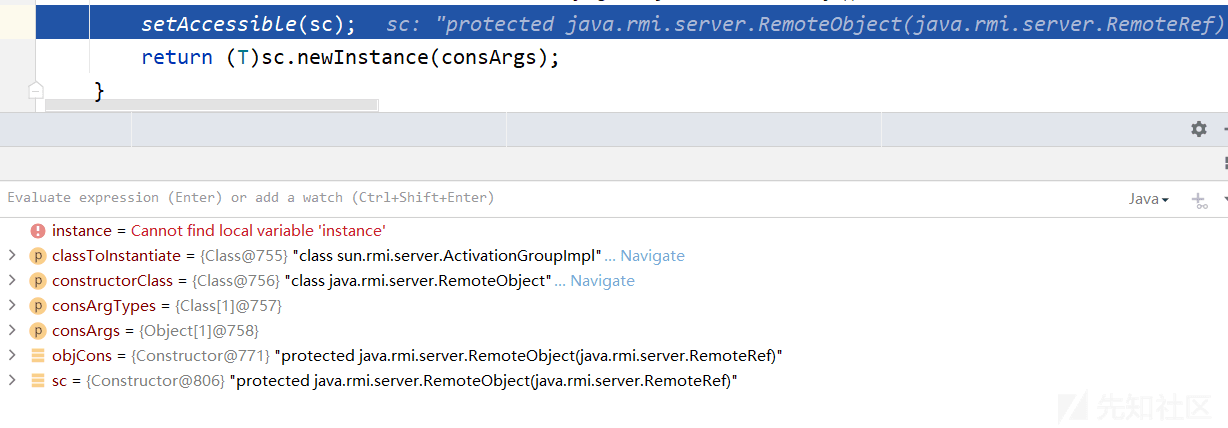 setAccessible(sc); sc: "protected java.rmi.server.RemoteObject(java.rmi.server.RemoteRef)
return (T)sc.newInstance(consArgs);
}
Evaluate expression (Enter) or add a watch (Ctrl+Shift+Enter)
Java
instance = Cannot find local variable 'instance'
p classToInstantiate = {Class@755} "class sun.rmi.server.ActivationGroupImpl"... Navigate
p constructorClass = {Class@756} "class java.rmi.server.RemoteObject"... Navigate
p consArgTypes = {Class[1]@757}
p consArgs = {Object[1]@758}
objCons = {Constructor@771} "protected java.rmi.server.RemoteObject(java.rmi.server.RemoteRef)"
sc = {Constructor@806} "protected java.rmi.server.RemoteObject(java.rmi.server.RemoteRef)"
先知社区